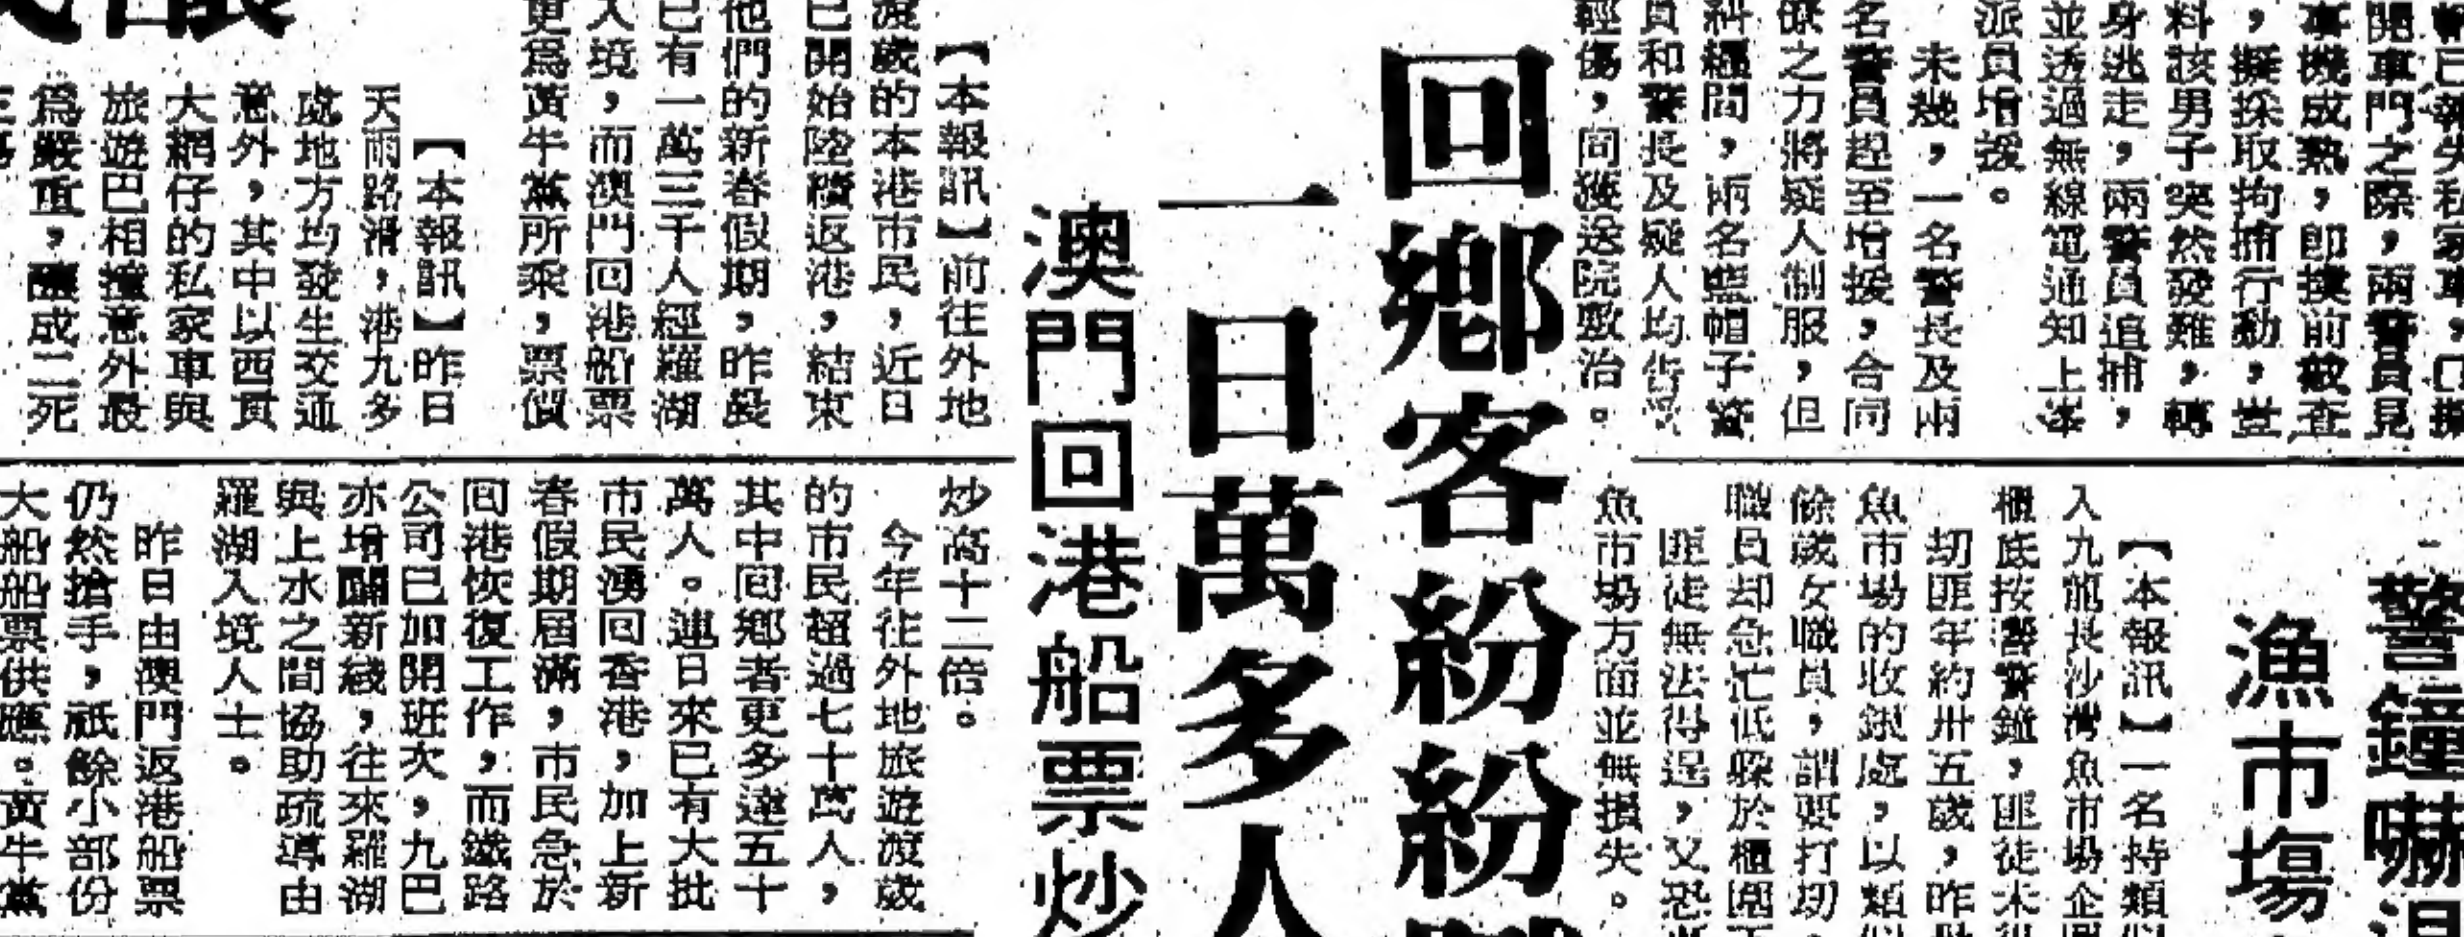 開車門之際，兩警員見
事機成熟，即撲前截查
，擬採取拘捕行動，豈
料該男子突然發難，轉
身逃走，兩警員追捕，
並透過無線電通知上峯
派員增援。
未幾，一名警長及兩
名警員趕至增援，合同
之力將疑人制服，但
糾纏間，兩名藍帽子警
員和警長及疑人均告受
輕傷，同獲送院敷治。
警鐘嚇
漁市場
【本報訊】一名持類似
入九龍長沙灣魚市場企圖
櫃底按響警鐘，匪徒未
刧匪年約卅五歲，昨
魚市場的收銀處，以類似
餘歲女職員，謂要打刧
職員却急忙低躲於櫃圍
匪徒無法得逞，又恐
魚市場方面並無損失。
回鄉客紛紛
一日萬多人
澳門回港船票炒
【本報訊】前往外地
渡歲的本港市民，近日
已開始陸續返港，結束
他們的新春假期，昨晨
已有一萬三千人經羅湖
入境，而澳門回港船票
更爲黃牛黨所乘，票價
炒高十二倍。
今年往外地旅遊渡歲
的市民超過七十萬人，
其中回鄉者更多達五十
萬人。連日來已有大批
市民湧回香港，加上新
春假期屆滿，市民急於
回港恢復工作，而鐵路
公司已加開班次，九巴
亦增闢新綫，往來羅湖
與上水之間協助疏導由
羅湖入境人士。
昨日由澳門返港船票
仍然搶手，祇餘小部份
大船船票供應。黃牛黨
釀
【本報訊】昨日
天雨路滑，港九多
處地方均發生交通
意外，其中以西貢
大網仔的私家車與
旅遊巴相撞意外最
爲嚴重，釀成二死